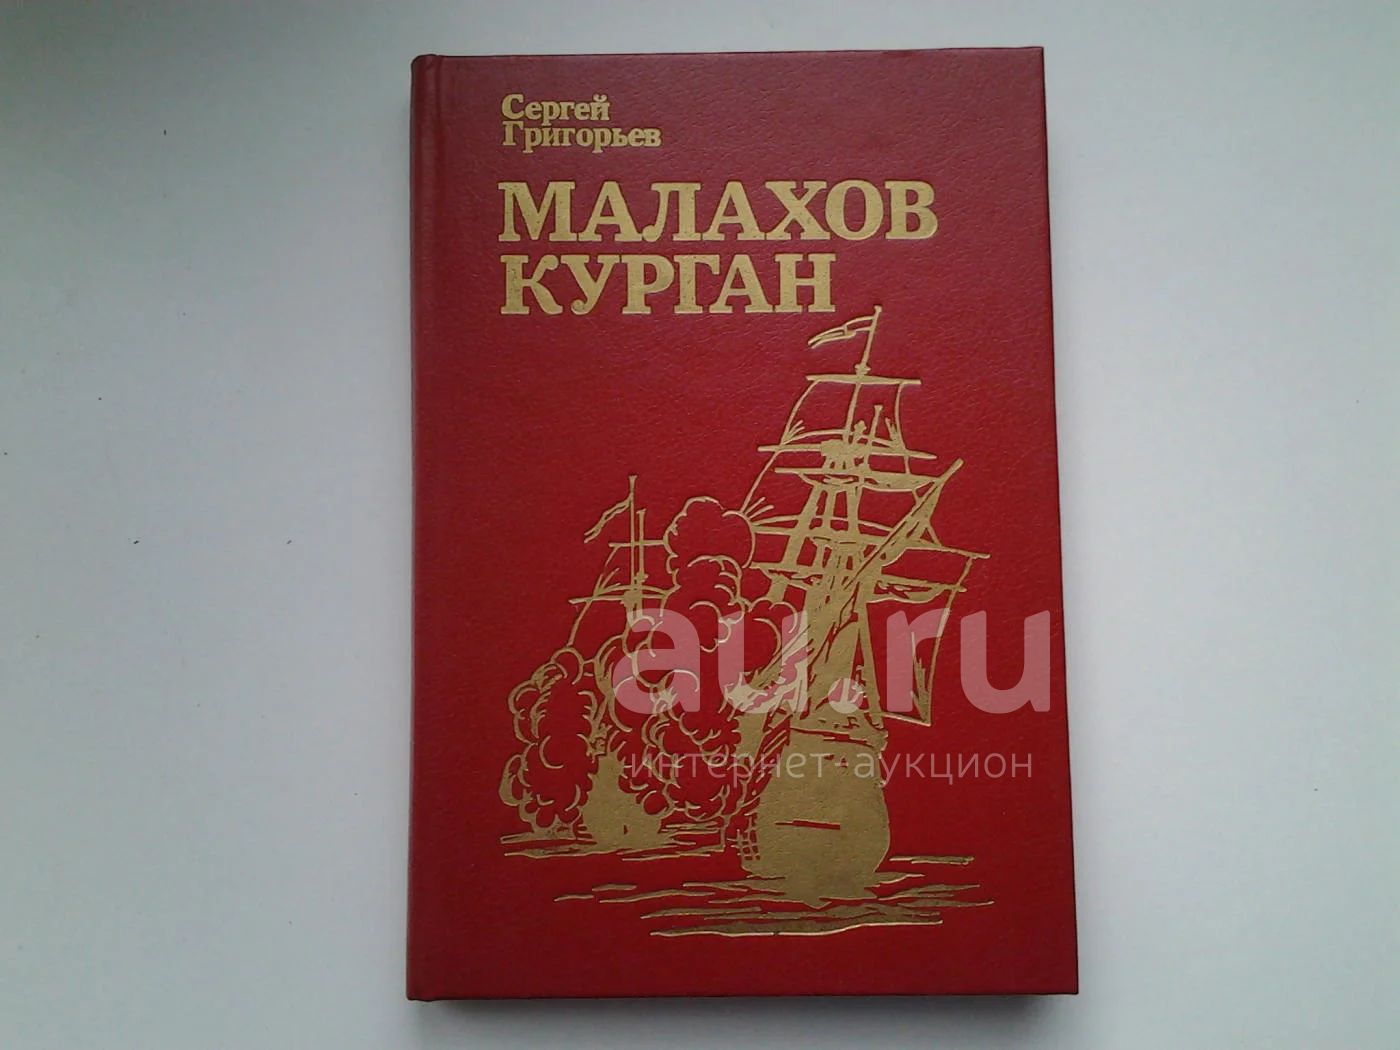 Сергей
Григорьев
МАЛАХОВ
КУРГАН
au.ru
интернет-аукцион